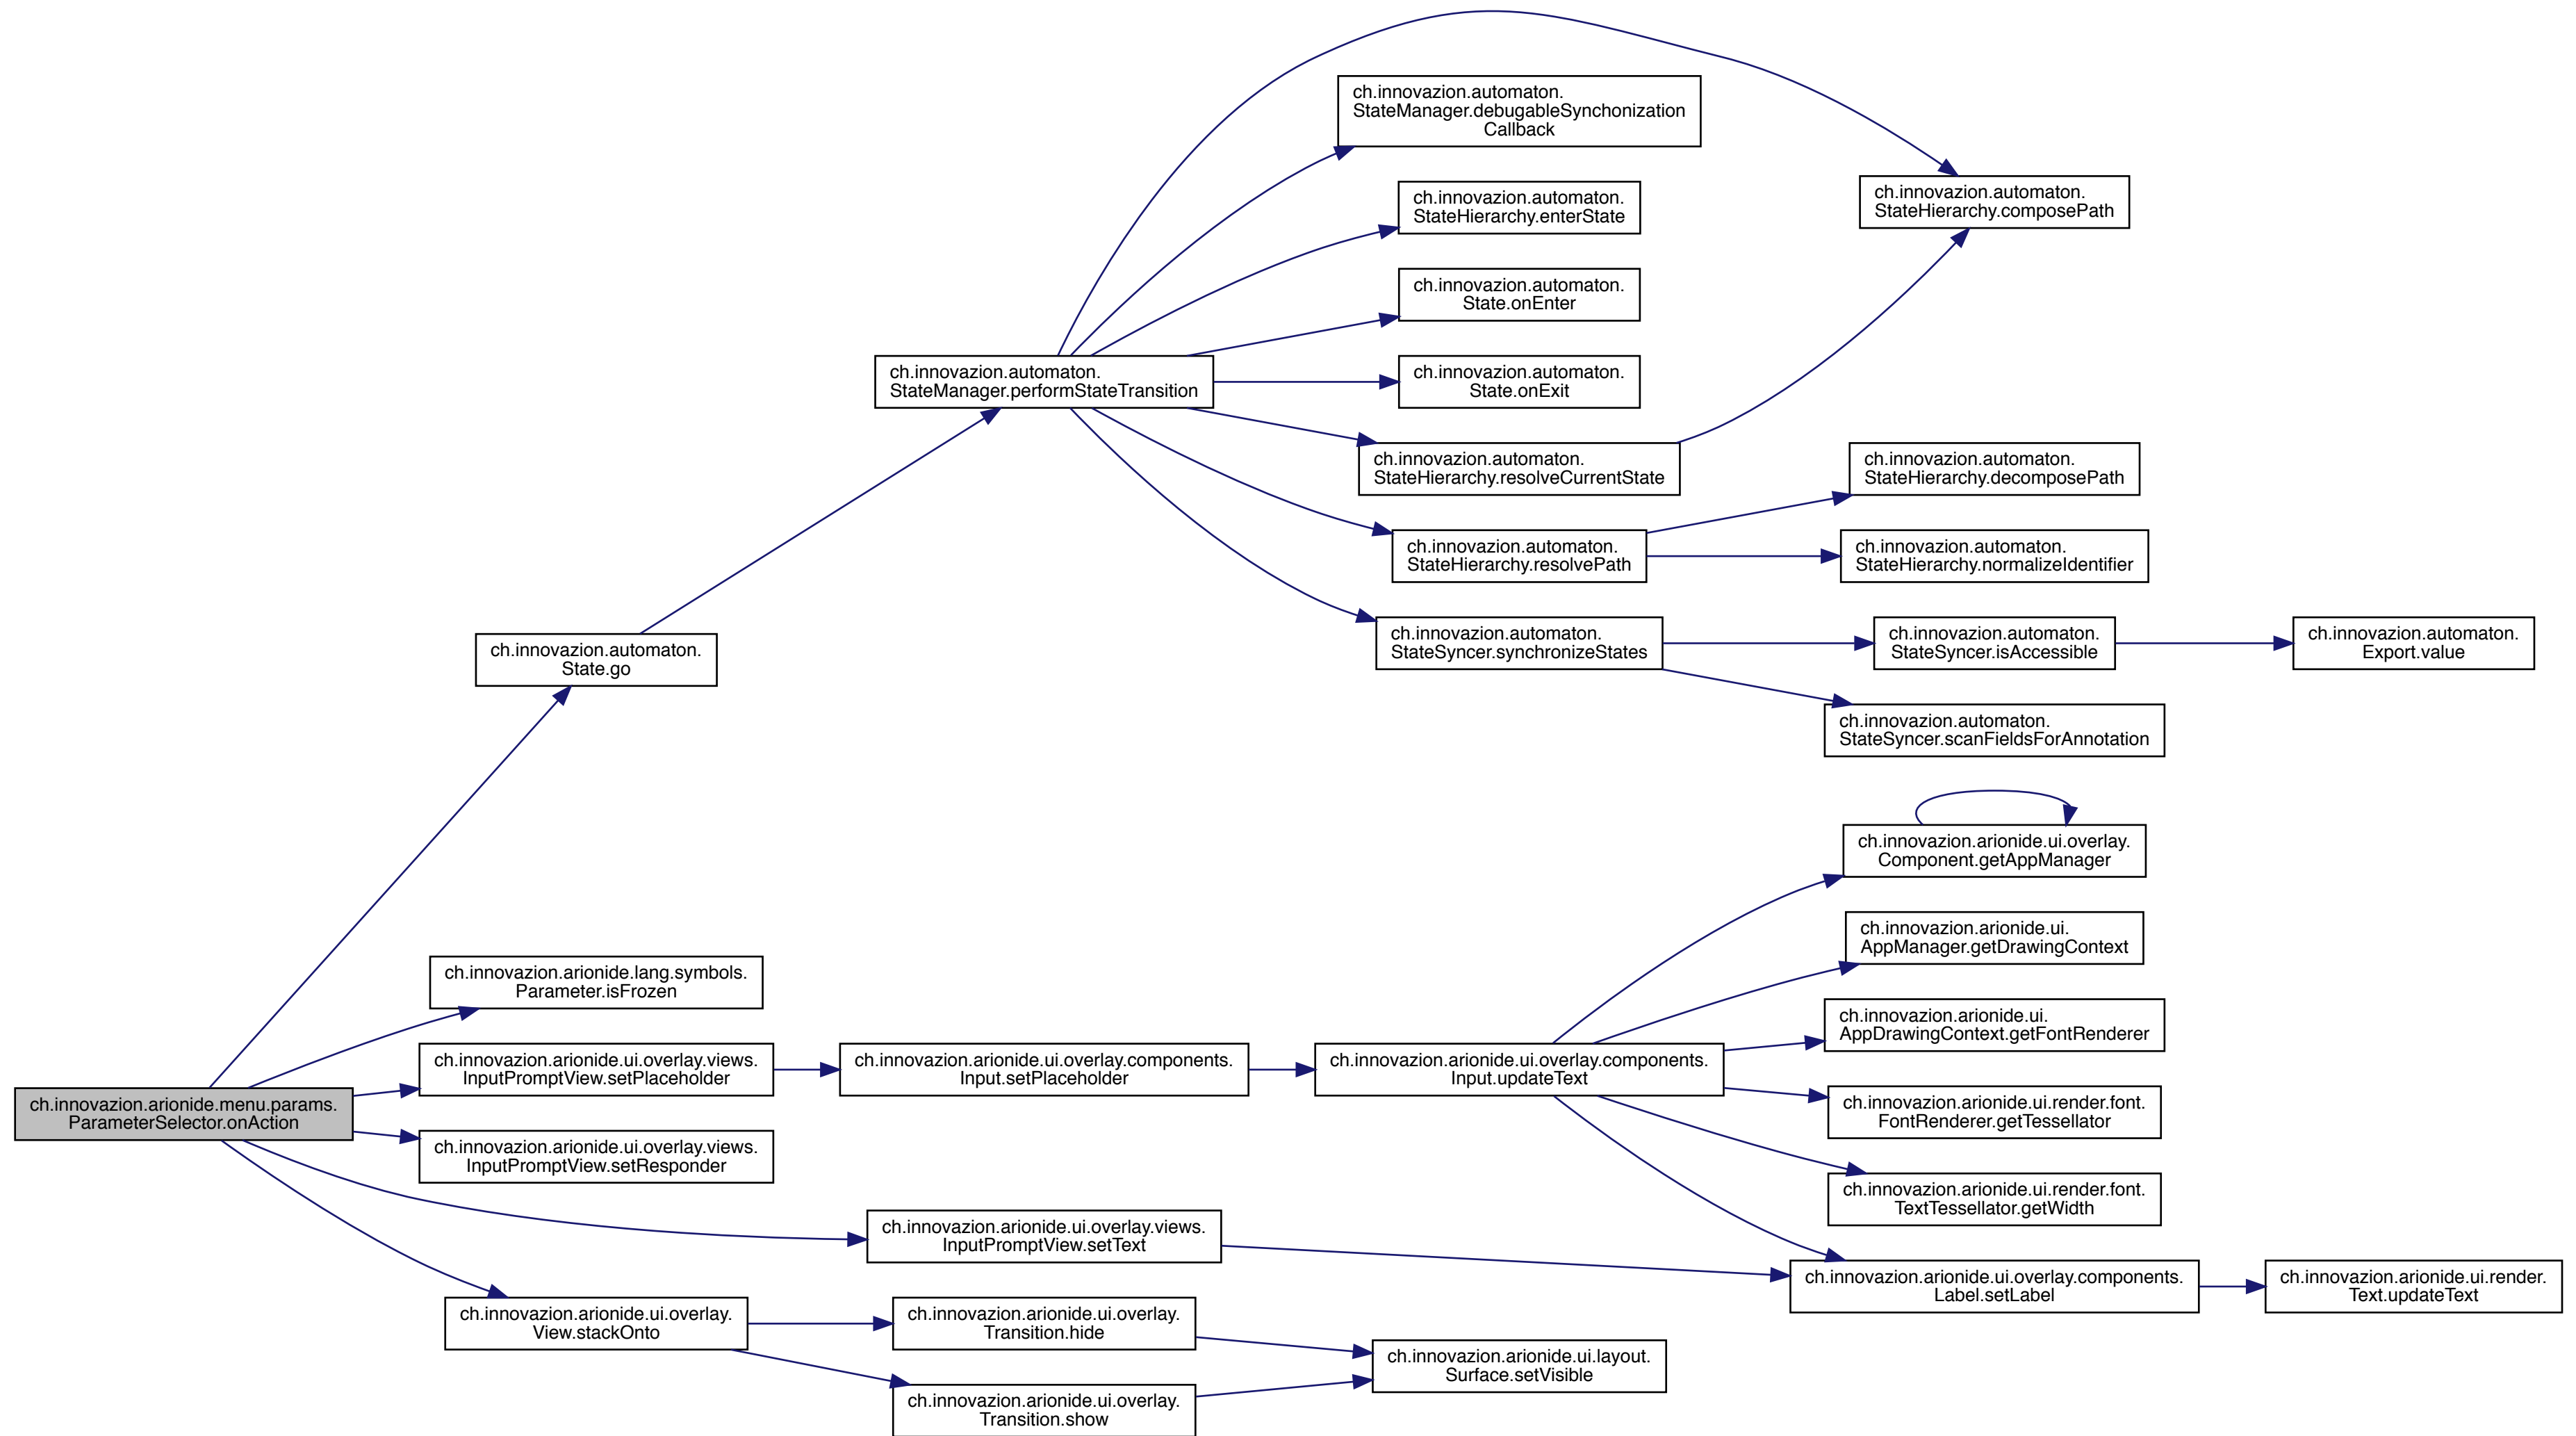 ch.innovazion.automaton.
StateManager.debugableSynchonization
Callback
ch.innovazion.automaton.
StateHierarchy.composePath
ch.innovazion.automaton.
StateHierarchy.enterState
ch.innovazion.automaton.
State.onEnter
ch.innovazion.automaton.
StateManager.performStateTransition
ch.innovazion.automaton.
State.onExit
ch.innovazion.automaton.
StateHierarchy.resolveCurrentState
ch.innovazion.automaton.
StateHierarchy.decomposePath
ch.innovazion.automaton.
StateHierarchy.resolvePath
ch.innovazion.automaton.
StateHierarchy.normalizeIdentifier
ch.innovazion.automaton.
State.go
ch.innovazion.automaton.
StateSyncer.synchronizeStates
ch.innovazion.automaton.
StateSyncer.isAccessible
ch.innovazion.automaton.
Export.value
ch.innovazion.automaton.
StateSyncer.scanFieldsForAnnotation
ch.innovazion.arionide.ui.overlay.
Component.getAppManager
ch.innovazion.arionide.ui.
AppManager.getDrawingContext
ch.innovazion.arionide.lang.symbols.
Parameter.isFrozen
ch.innovazion.arionide.ui.
AppDrawingContext.getFontRenderer
ch.innovazion.arionide.ui.overlay.views.
InputPromptView.setPlaceholder
ch.innovazion.arionide.ui.overlay.components.
Input.setPlaceholder
ch.innovazion.arionide.ui.overlay.components.
Input.updateText
ch.innovazion.arionide.menu.params.
ParameterSelector.onAction
ch.innovazion.arionide.ui.render.font.
FontRenderer.getTessellator
ch.innovazion.arionide.ui.overlay.views.
InputPromptView.setResponder
ch.innovazion.arionide.ui.render.font.
TextTessellator.getWidth
ch.innovazion.arionide.ui.overlay.views.
InputPromptView.setText
ch.innovazion.arionide.ui.overlay.components.
Label.setLabel
ch.innovazion.arionide.ui.render.
Text.updateText
ch.innovazion.arionide.ui.overlay.
View.stackOnto
ch.innovazion.arionide.ui.overlay.
Transition.hide
ch.innovazion.arionide.ui.layout.
Surface.setVisible
ch.innovazion.arionide.ui.overlay.
Transition.show